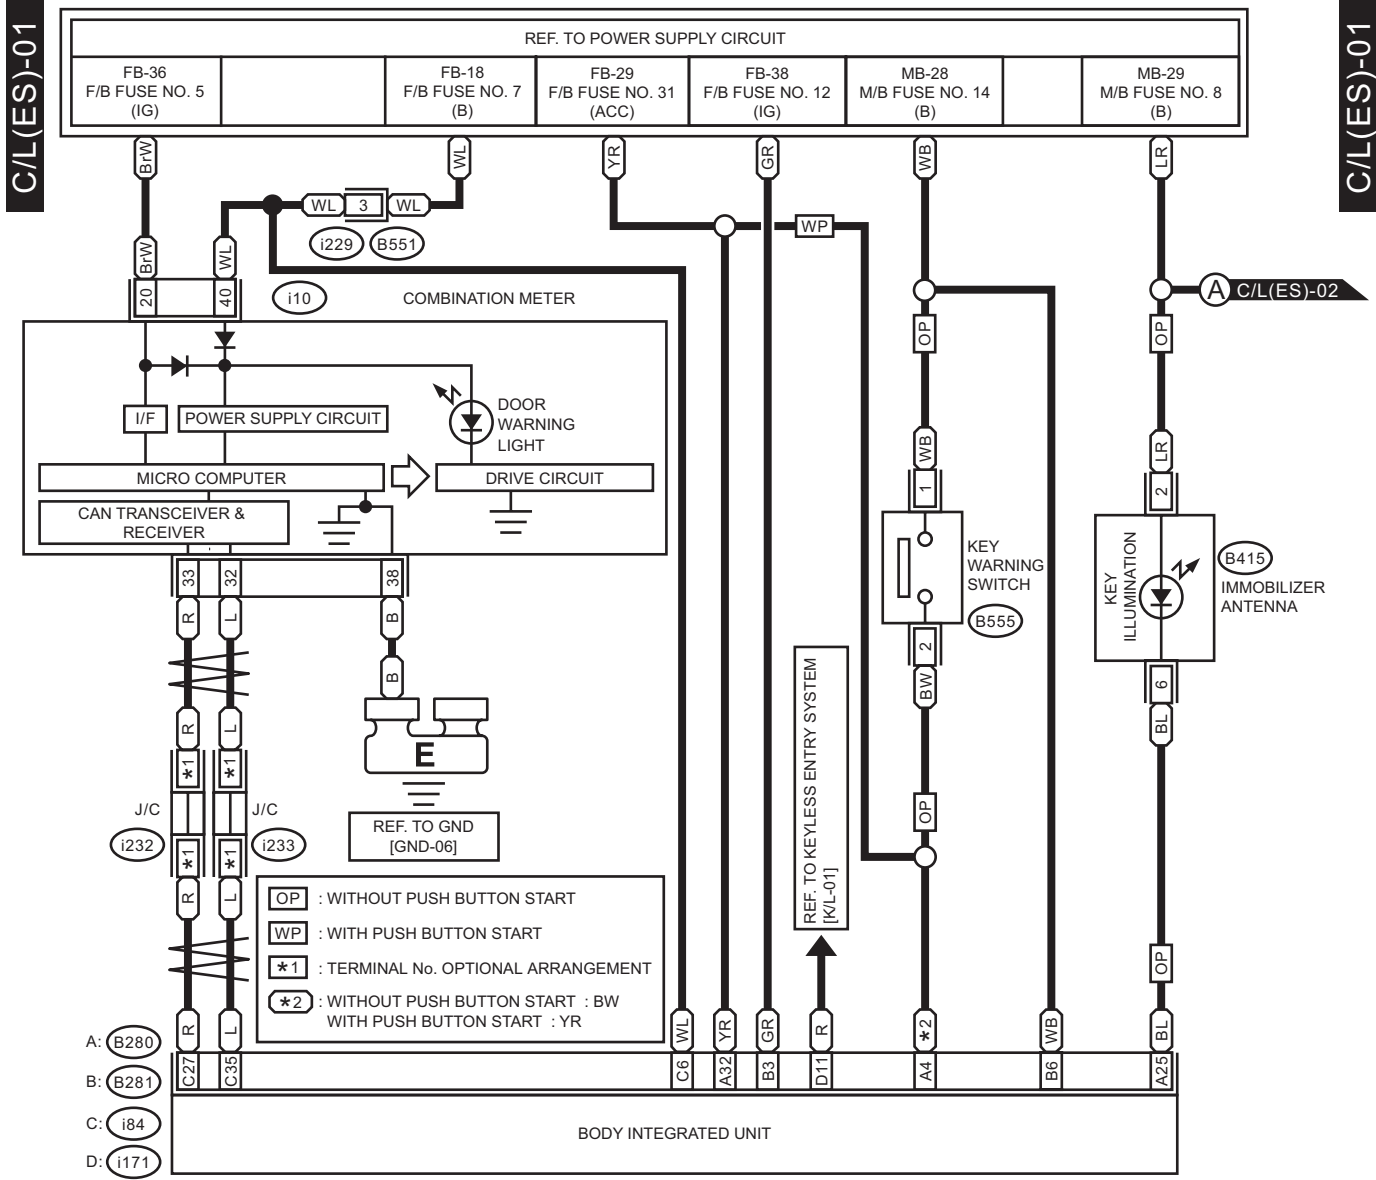 C/L(ES)-01
C/L(ES)-01
REF. TO POWER SUPPLY CIRCUIT
FB-36
F/B FUSE NO. 5
(IG)
FB-18
F/B FUSE NO. 7
(B)
FB-29
F/B FUSE NO. 31
(ACC)
FB-38
F/B FUSE NO. 12
(IG)
MB-28
M/B FUSE NO. 14
(B)
MB-29
M/B FUSE NO. 8
(B)
BrW
WL
YR
GR
WB
LR
WL
3
WL
WP
i229
B551
BrW
WL
20
40
i10
COMBINATION METER
A
C/L(ES)-02
OP
OP
I/F
POWER SUPPLY CIRCUIT
DOOR
WARNING
LIGHT
WB
LR
MICRO COMPUTER
DRIVE CIRCUIT
1
2
CAN TRANSCEIVER &
RECEIVER
KEY
WARNING
SWITCH
B555
KEY
ILLUMINATION
B415
IMMOBILIZER
ANTENNA
33
32
38
R
L
B
2
6
B
BW
BL
R
L
E
*1
*1
J/C
J/C
i232
i233
*1
*1
REF. TO GND
[GND-06]
OP
REF. TO KEYLESS ENTRY SYSTEM
[K/L-01]
R
L
OP : WITHOUT PUSH BUTTON START
WP : WITH PUSH BUTTON START
*1 : TERMINAL No. OPTIONAL ARRANGEMENT
*2 : WITHOUT PUSH BUTTON START : BW
WITH PUSH BUTTON START : YR
OP
R
L
WL
YR
GR
R
*2
WB
BL
A: B280
C27
C35
C6
A32
B3
D11
A4
B6
A25
B: B281
C: i84
D: i171
BODY INTEGRATED UNIT